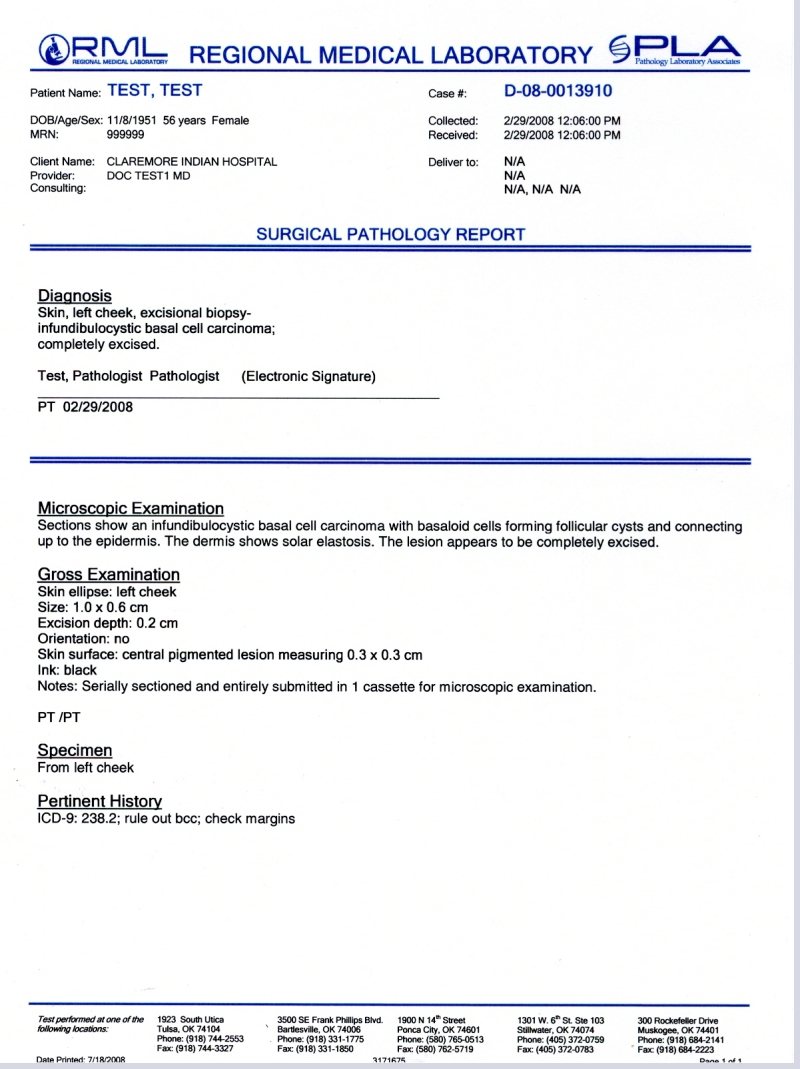 RML REGIONAL MEDICAL LABORATORY PLA
REGIONAL MEDICAL LABORATORY Pathology Laboratory Associates
Patient Name: TEST, TEST Case #: D-08-0013910
DOB/Age/Sex: 11/8/1951 56 years Female Collected: 2/29/2008 12:06:00 PM
MRN: 999999 Received: 2/29/2008 12:06:00 PM
Client Name: CLAREMORE INDIAN HOSPITAL Deliver to: N/A
Provider: DOC TEST1 MD N/A
Consulting: N/A, N/A N/A
SURGICAL PATHOLOGY REPORT
Diagnosis
Skin, left cheek, excisional biopsy-
infundibulocystic basal cell carcinoma;
completely excised.
Test, Pathologist Pathologist (Electronic Signature)
PT 02/29/2008
Microscopic Examination
Sections show an infundibulocystic basal cell carcinoma with basaloid cells forming follicular cysts and connecting
up to the epidermis. The dermis shows solar elastosis. The lesion appears to be completely excised.
Gross Examination
Skin ellipse: left cheek
Size: 1.0 x 0.6 cm
Excision depth: 0.2 cm
Orientation: no
Skin surface: central pigmented lesion measuring 0.3 x 0.3 cm
Ink: black
Notes: Serially sectioned and entirely submitted in 1 cassette for microscopic examination.
PT /PT
Specimen
From left cheek
Pertinent History
ICD-9: 238.2; rule out bcc; check margins
Test performed at one of the 1923 South Utica 3500 SE Frank Phillips Blvd. 1900 N 14th Street 1301 W. 6th St. Ste 103 300 Rockefeller Drive
following locations: Tulsa, OK 74104 Bartlesville, OK 74006 Ponca City, OK 74601 Stillwater, OK 74074 Muskogee, OK 74401
Phone: (918) 744-2553 Phone: (918) 331-1775 Phone: (580) 765-0513 Phone: (405) 372-0759 Phone: (918) 684-2141
Fax: (918) 744-3327 Fax: (918) 331-1850 Fax: (580) 762-5719 Fax: (405) 372-0783 Fax: (918) 684-2223
Date Printed: 7/18/2008 3171675 Page 1 of 1